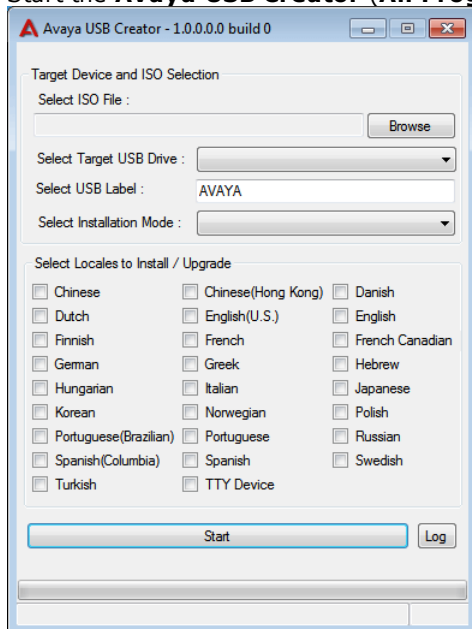 Start the Avaya USB Creator (All Prog
Avaya USB Creator - 1.0.0.0.0 build 0
Target Device and ISO Selection
Select ISO File :
Browse
Select Target USB Drive :
Select USB Label : AVAYA
Select Installation Mode :
Select Locales to Install / Upgrade
Chinese Chinese(Hong Kong) Danish
Dutch English(U.S.) English
Finnish French French Canadian
German Greek Hebrew
Hungarian Italian Japanese
Korean Norwegian Polish
Portuguese(Brazilian) Portuguese Russian
Spanish(Columbia) Spanish Swedish
Turkish TTY Device
Start Log